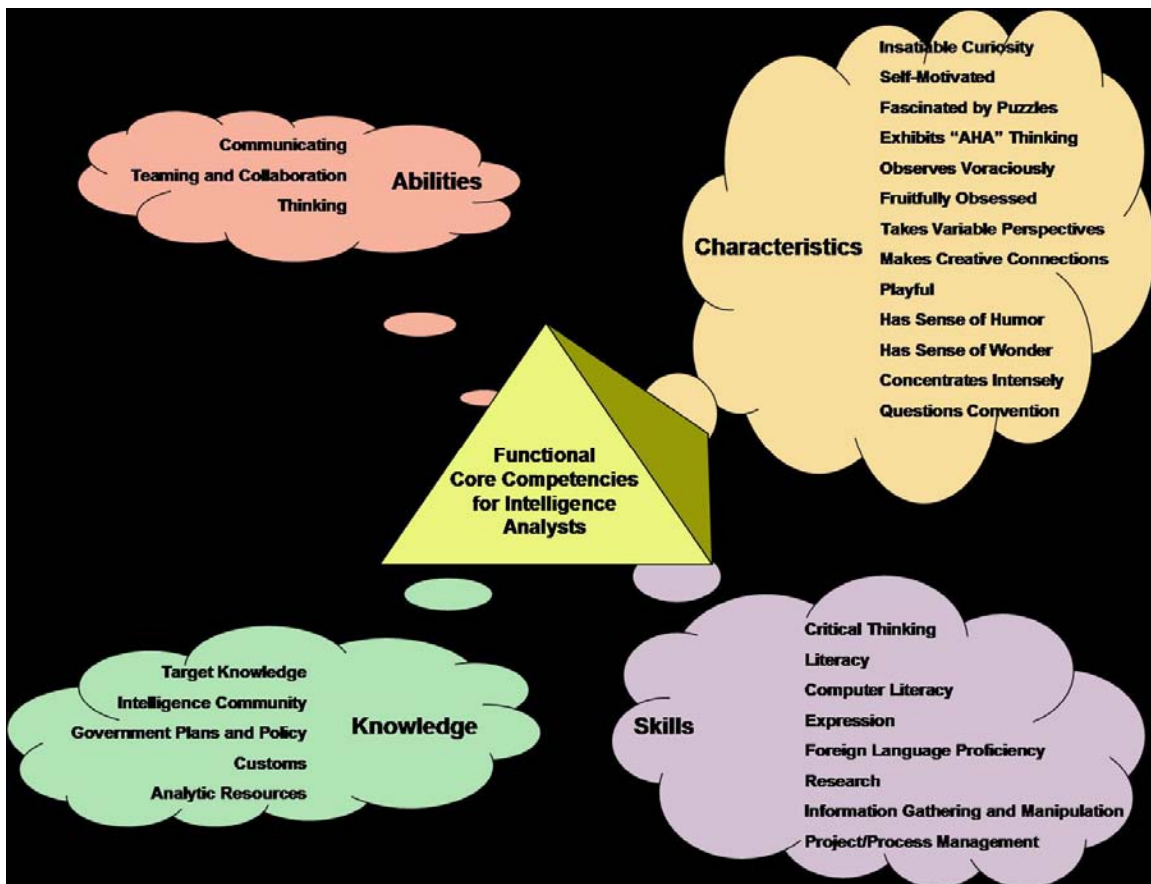 Communicating
Teaming and Collaboration
Thinking
Abilities
Insatiable Curiosity
Self-Motivated
Fascinated by Puzzles
Exhibits “AHA” Thinking
Observes Voraciously
Fruitfully Obsessed
Takes Variable Perspectives
Makes Creative Connections
Playful
Has Sense of Humor
Has Sense of Wonder
Concentrates Intensely
Questions Convention
Characteristics
Functional
Core Competencies
for Intelligence
Analysts
Target Knowledge
Intelligence Community
Government Plans and Policy
Customs
Analytic Resources
Knowledge
Skills
Critical Thinking
Literacy
Computer Literacy
Expression
Foreign Language Proficiency
Research
Information Gathering and Manipulation
Project/Process Management